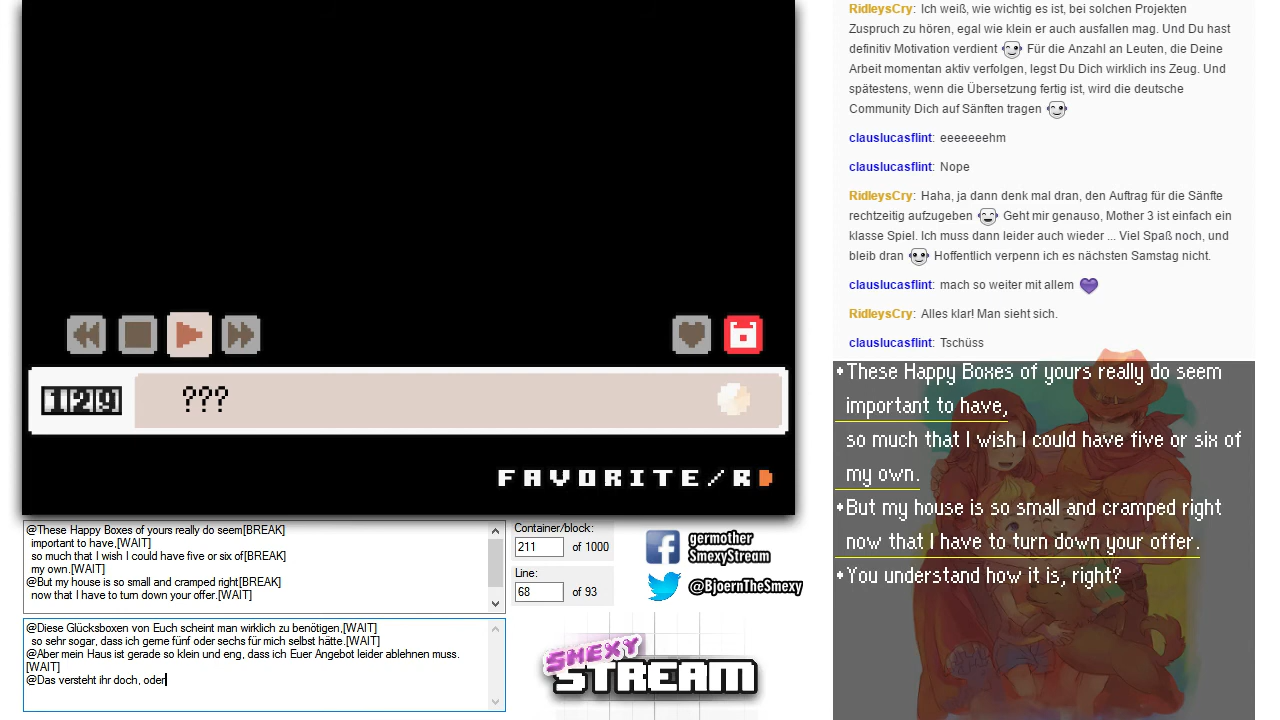 RidleysCry: Ich weiß, wie wichtig es ist, bei solchen Projekten
Zuspruch zu hören, egal wie klein er auch ausfallen mag. Und Du hast
definitiv Motivation verdient Für die Anzahl an Leuten, die Deine
Arbeit momentan aktiv verfolgen, legst Du Dich wirklich ins Zeug. Und
spätestens, wenn die Übersetzung fertig ist, wird die deutsche
Community Dich auf Sänften tragen
clauslucasflint: eeeeeeehm
clauslucasflint: Nope
RidleysCry: Haha, ja dann denk mal dran, den Auftrag für die Sänfte
rechtzeitig aufzugeben Geht mir genauso, Mother 3 ist einfach ein
klasse Spiel. Ich muss dann leider auch wieder ... Viel Spaß noch, und
bleib dran Hoffentlich verpenn ich es nächsten Samstag nicht.
clauslucasflint: mach so weiter mit allem
RidleysCry: Alles klar! Man sieht sich.
clauslucasflint: Tschüss
129 ???
FAVORITE/R
•These Happy Boxes of yours really do seem
important to have,
so much that I wish I could have five or six of
my own.
•But my house is so small and cramped right
now that I have to turn down your offer.
•You understand how it is, right?
@These Happy Boxes of yours really do seem[BREAK]
important to have,[WAIT]
so much that I wish I could have five or six of[BREAK]
my own.[WAIT]
@But my house is so small and cramped right[BREAK]
now that I have to turn down your offer.[WAIT]
@Diese Glücksboxen von Euch scheint man wirklich zu benötigen,[WAIT]
so sehr sogar, dass ich gerne fünf oder sechs für mich selbst hätte.[WAIT]
@Aber mein Haus ist gerade so klein und eng, dass ich Euer Angebot leider ablehnen muss.
[WAIT]
@Das versteht ihr doch, oder
Container/block:
211 of 1000
Line:
68 of 93
germother
SmexyStream
@BjoernTheSmexy
SMEXY
STREAM